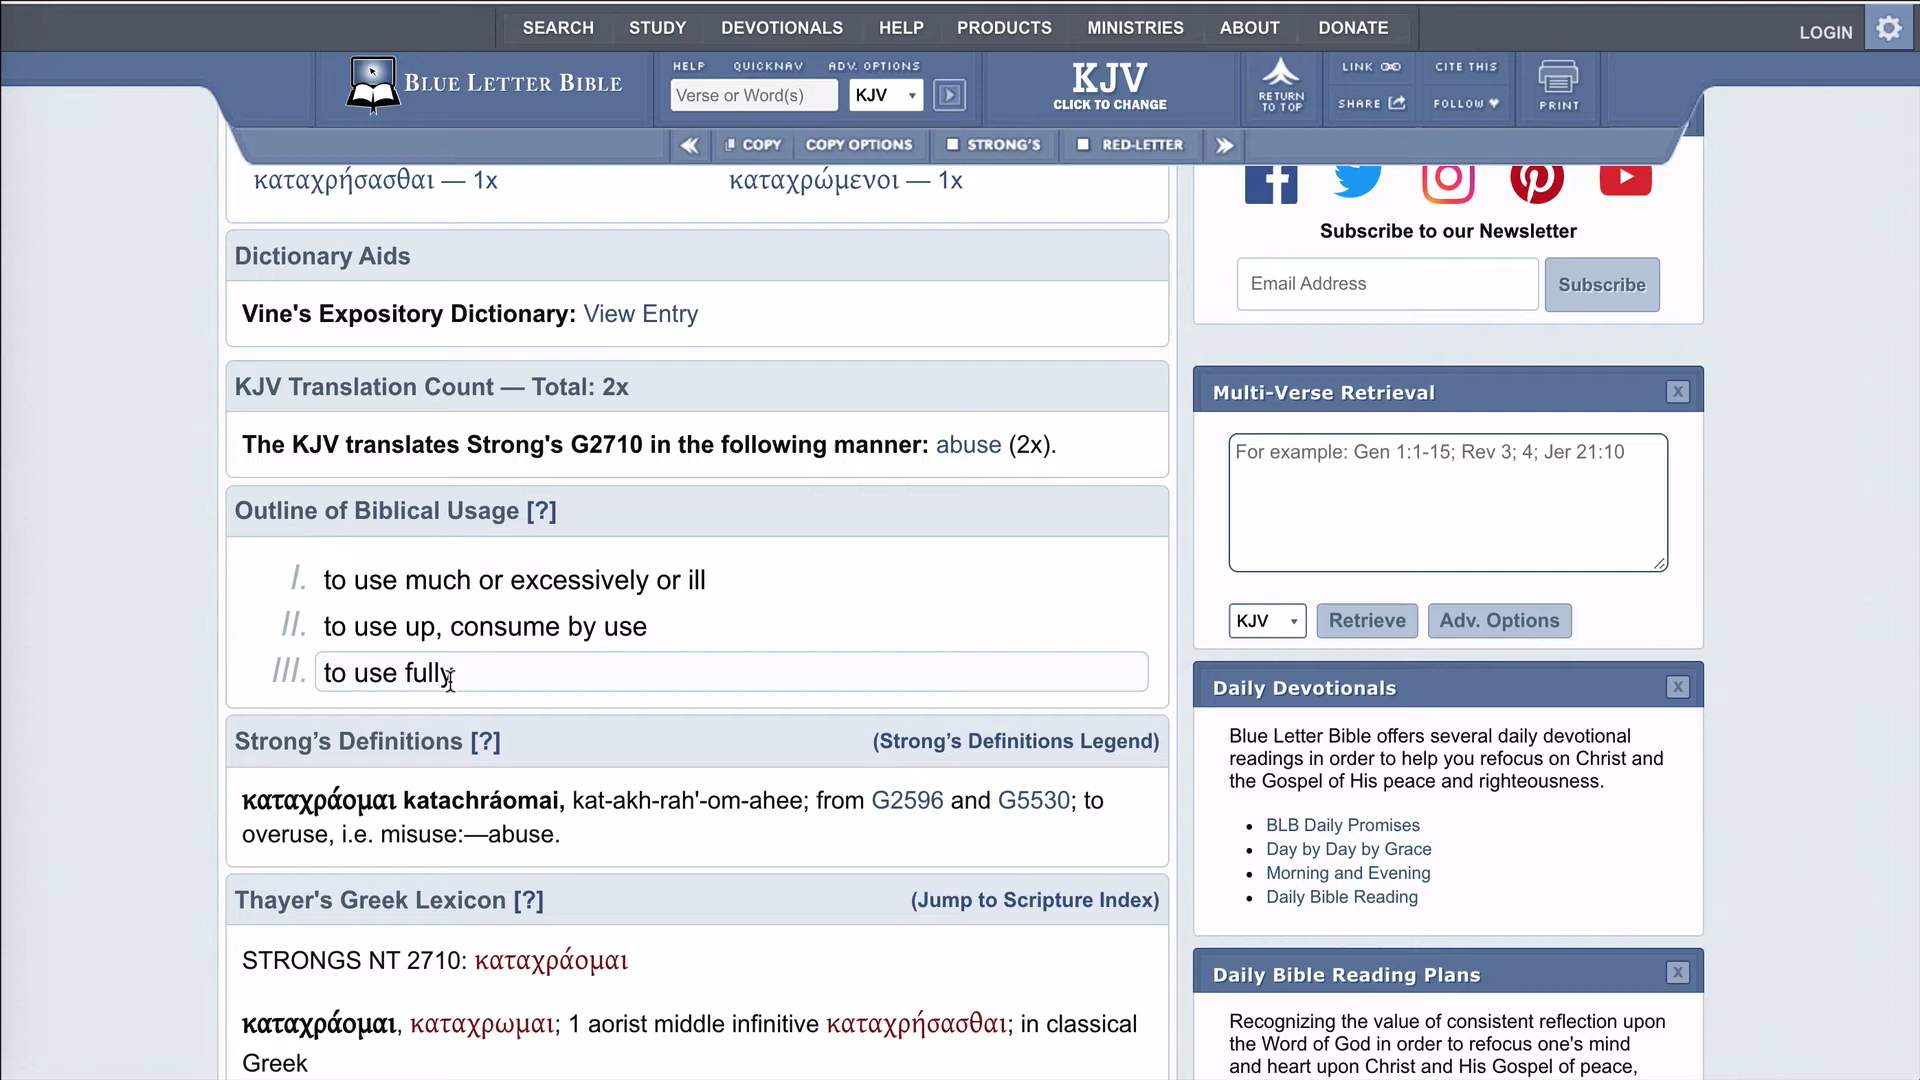 SEARCH STUDY DEVOTIONALS HELP PRODUCTS MINISTRIES ABOUT DONATE
LOGIN
BLUE LETTER BIBLE
HELP QUICKNAV ADV. OPTIONS
Verse or Word(s) KJV
KJV
CLICK TO CHANGE
RETURN
TO TOP
LINK CITE THIS
SHARE FOLLOW
PRINT
COPY COPY OPTIONS STRONG'S RED-LETTER
καταχρήσασθαι — 1x καταχρώμενοι — 1x
Dictionary Aids
Vine's Expository Dictionary: View Entry
KJV Translation Count — Total: 2x
The KJV translates Strong's G2710 in the following manner: abuse (2x).
Outline of Biblical Usage [?]
I. to use much or excessively or ill
II. to use up, consume by use
III. to use fully
Strong’s Definitions [?] (Strong’s Definitions Legend)
καταχράομαι katachráomai, kat-akh-rah'-om-ahee; from G2596 and G5530; to
overuse, i.e. misuse:—abuse.
Thayer's Greek Lexicon [?] (Jump to Scripture Index)
STRONGS NT 2710: καταχράομαι
καταχράομαι, καταχρωμαι; 1 aorist middle infinitive καταχρήσασθαι; in classical
Greek
Subscribe to our Newsletter
Email Address Subscribe
Multi-Verse Retrieval X
For example: Gen 1:1-15; Rev 3; 4; Jer 21:10
KJV Retrieve Adv. Options
Daily Devotionals X
Blue Letter Bible offers several daily devotional
readings in order to help you refocus on Christ and
the Gospel of His peace and righteousness.
• BLB Daily Promises
• Day by Day by Grace
• Morning and Evening
• Daily Bible Reading
Daily Bible Reading Plans X
Recognizing the value of consistent reflection upon
the Word of God in order to refocus one's mind
and heart upon Christ and His Gospel of peace,